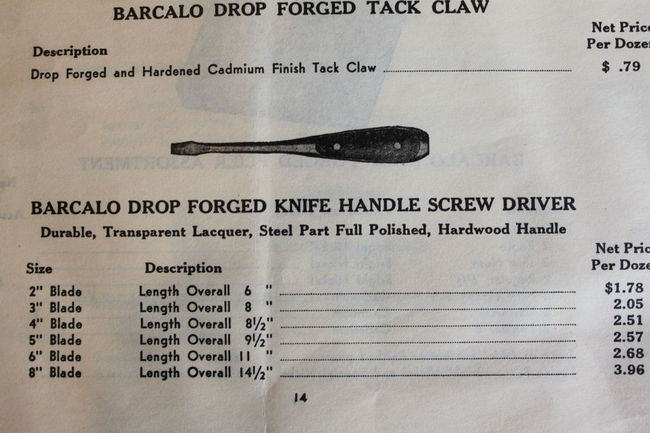 BARCALO DROP FORGED TACK CLAW
Net Price
Per Dozen
Description
Drop Forged and Hardened Cadmium Finish Tack Claw $ .79
BARCALO DROP FORGED KNIFE HANDLE SCREW DRIVER
Durable, Transparent Lacquer, Steel Part Full Polished, Hardwood Handle
Net Pric
Size Description Per Doze
2" Blade Length Overall 6 " $1.78
3" Blade Length Overall 8 " 2.05
4" Blade Length Overall 8½" 2.51
5" Blade Length Overall 9½" 2.57
6" Blade Length Overall 11 " 2.68
8" Blade Length Overall 14½" 3.96
14